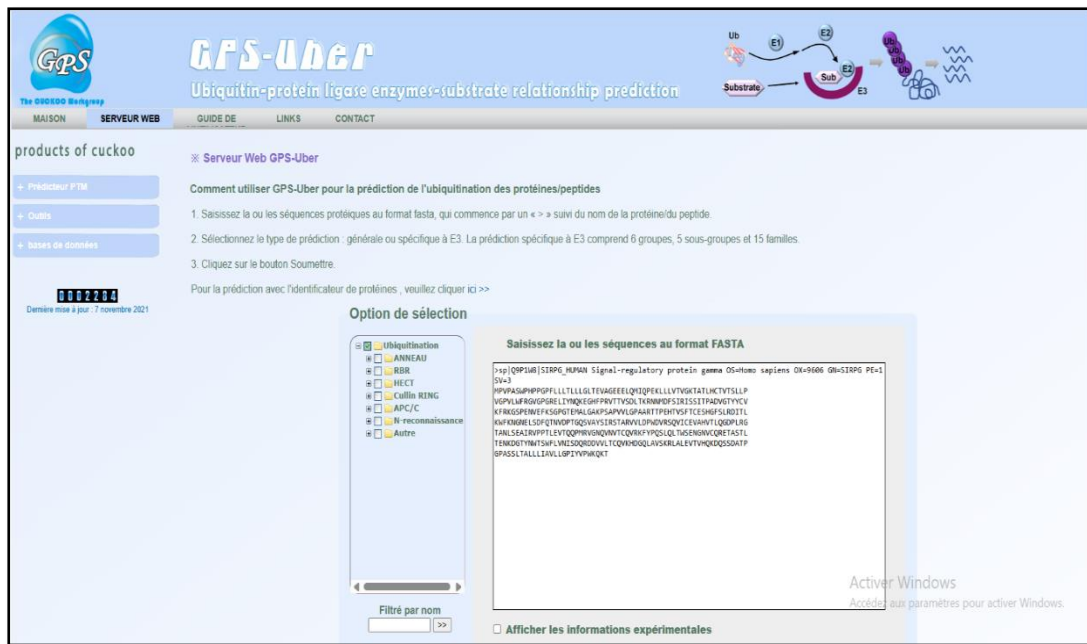 GPS
The CUCKOO Workgroup
GPS-Uber
Ubiquitin-protein ligase enzymes-substrate relationship prediction
Ub
E1
E2
Substrate
Sub
E2
E3
Ub
Ub
Ub
Ub
MAISON SERVEUR WEB GUIDE DE LINKS CONTACT
products of cuckoo
+ Prédicteur PTM
+ Outils
+ bases de données
0002284
Dernière mise à jour : 7 novembre 2021
※ Serveur Web GPS-Uber
Comment utiliser GPS-Uber pour la prédiction de l'ubiquitination des protéines/peptides
1. Saisissez la ou les séquences protéiques au format fasta, qui commence par un « > » suivi du nom de la protéine/du peptide.
2. Sélectionnez le type de prédiction : générale ou spécifique à E3. La prédiction spécifique à E3 comprend 6 groupes, 5 sous-groupes et 15 familles.
3. Cliquez sur le bouton Soumettre.
Pour la prédiction avec l'identificateur de protéines , veuillez cliquer ici >>
Option de sélection
Ubiquitination
ANNEAU
RBR
HECT
Cullin RING
APC/C
N-reconnaissance
Autre
Filtré par nom
>>
Saisissez la ou les séquences au format FASTA
>sp|Q9P1W8|SIRPG_HUMAN Signal-regulatory protein gamma OS=Homo sapiens OX=9606 GN=SIRPG PE=1
SV=3
MPVPASWPHPPGPFLLLTLLLGLTEVAGEEELQMIQPEKLLLVTVGKTATLHCTVTSLLP
VGPVLWFRGVGPGRELIYNQKEGHFPRVTTVSDLTKRNNMDFSIRISSITPADVGTYYCV
KFRKGSPENVEFKSGPGTEMALGAKPSAPVVLGPAARTTPEHTVSFTCESHGFSLRDITL
KWFKNGNELSDFQTNVDPTGQSVAYSIRSTARVVLDPWDVRSQVICEVAHVTLQGDPLRG
TANLSEAIRVPPTLEVTQQPMRVGNQVNVTCQVRKFYPQSLQLTWSENGNVCQRETASTL
TENKDGTYNWTSWFLVNISDQRDDVVLTCQVKHDGQLAVSKRLALEVTVHQKDQSSDATP
GPASSLTALLLIAVLLGPIYVPWKQKT
Afficher les informations expérimentales
Activer Windows
Accédez aux paramètres pour activer Windows.